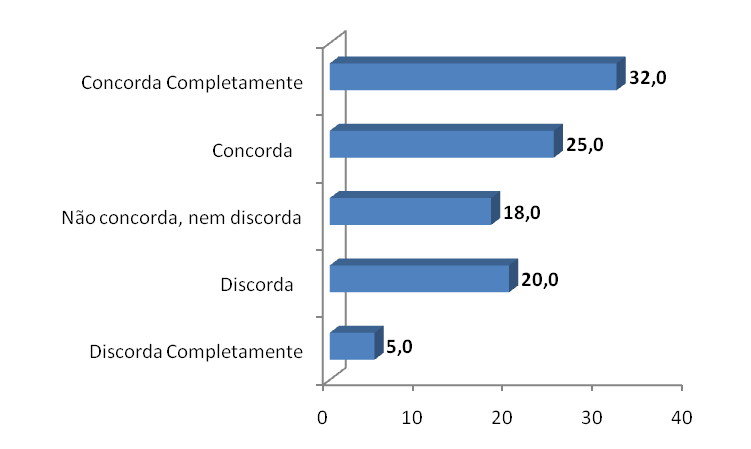 Concorda Completamente 32,0
Concorda 25,0
Não concorda, nem discorda 18,0
Discorda 20,0
Discorda Completamente 5,0
0 10 20 30 40